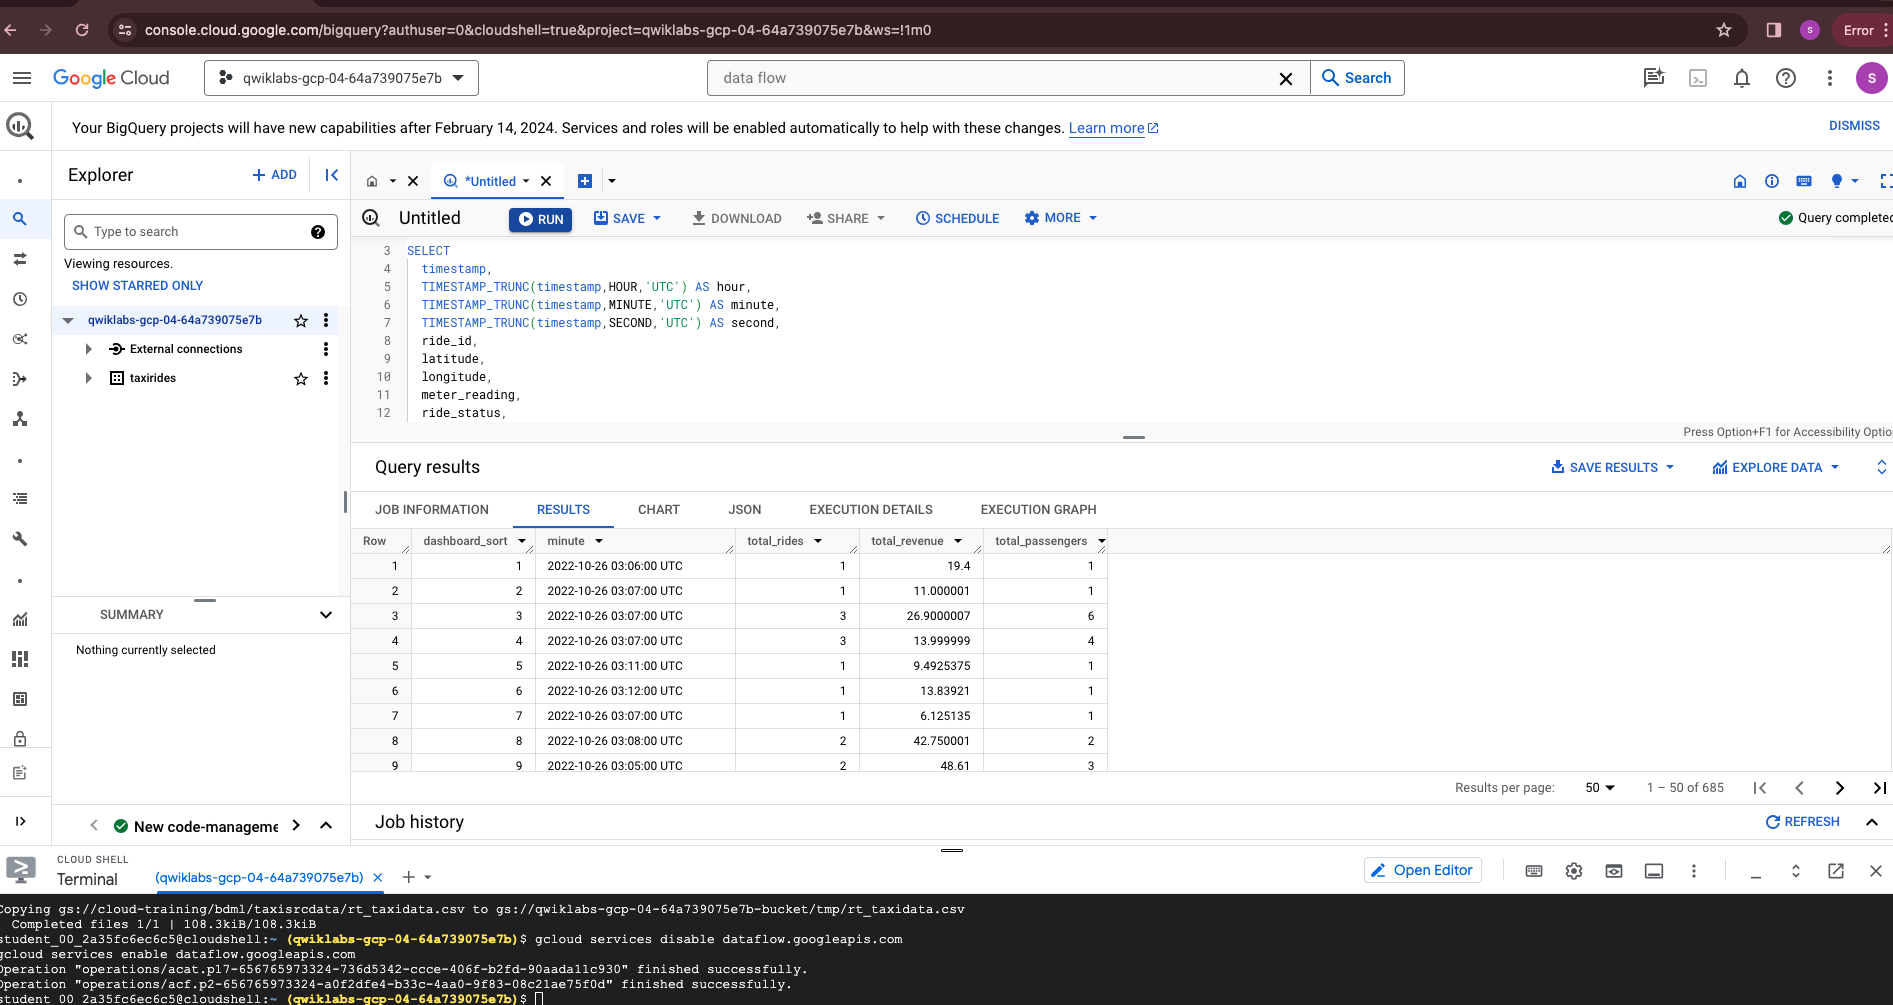 console.cloud.google.com/bigquery?authuser=0&cloudshell=true&project=qwiklabs-gcp-04-64a739075e7b&ws=!1m0
S
Error
Google Cloud
qwiklabs-gcp-04-64a739075e7b
data flow
Search
S
Your BigQuery projects will have new capabilities after February 14, 2024. Services and roles will be enabled automatically to help with these changes. Learn more
DISMISS
Explorer
ADD
*Untitled
Type to search
Viewing resources.
SHOW STARRED ONLY
qwiklabs-gcp-04-64a739075e7b
External connections
taxirides
SUMMARY
Nothing currently selected
New code-manageme
Untitled
RUN
SAVE
DOWNLOAD
SHARE
SCHEDULE
MORE
Query completed
3 SELECT
4 timestamp,
5 TIMESTAMP_TRUNC(timestamp,HOUR,'UTC') AS hour,
6 TIMESTAMP_TRUNC(timestamp,MINUTE,'UTC') AS minute,
7 TIMESTAMP_TRUNC(timestamp,SECOND,'UTC') AS second,
8 ride_id,
9 latitude,
10 longitude,
11 meter_reading,
12 ride_status,
Press Option+F1 for Accessibility Optio
Query results
SAVE RESULTS
EXPLORE DATA
JOB INFORMATION RESULTS CHART JSON EXECUTION DETAILS EXECUTION GRAPH
Row dashboard_sort minute total_rides total_revenue total_passengers
1 1 2022-10-26 03:06:00 UTC 1 19.4 1
2 2 2022-10-26 03:07:00 UTC 1 11.000001 1
3 3 2022-10-26 03:07:00 UTC 3 26.9000007 6
4 4 2022-10-26 03:07:00 UTC 3 13.999999 4
5 5 2022-10-26 03:11:00 UTC 1 9.4925375 1
6 6 2022-10-26 03:12:00 UTC 1 13.83921 1
7 7 2022-10-26 03:07:00 UTC 1 6.125135 1
8 8 2022-10-26 03:08:00 UTC 2 42.750001 2
9 9 2022-10-26 03:05:00 UTC 2 48.61 3
Results per page: 50 1 – 50 of 685
Job history
REFRESH
CLOUD SHELL
Terminal
(qwiklabs-gcp-04-64a739075e7b)
Open Editor
Copying gs://cloud-training/bdml/taxisrcdata/rt_taxidata.csv to gs://qwiklabs-gcp-04-64a739075e7b-bucket/tmp/rt_taxidata.csv
Completed files 1/1 | 108.3kiB/108.3kiB
student_00_2a35fc6ec6c5@cloudshell:~ (qwiklabs-gcp-04-64a739075e7b)$ gcloud services disable dataflow.googleapis.com
gcloud services enable dataflow.googleapis.com
Operation "operations/acat.p17-656765973324-736d5342-ccce-406f-b2fd-90aada11c930" finished successfully.
Operation "operations/acf.p2-656765973324-a0f2dfe4-b33c-4aa0-9f83-08c21ae75f0d" finished successfully.
student_00_2a35fc6ec6c5@cloudshell:~ (qwiklabs-gcp-04-64a739075e7b)$